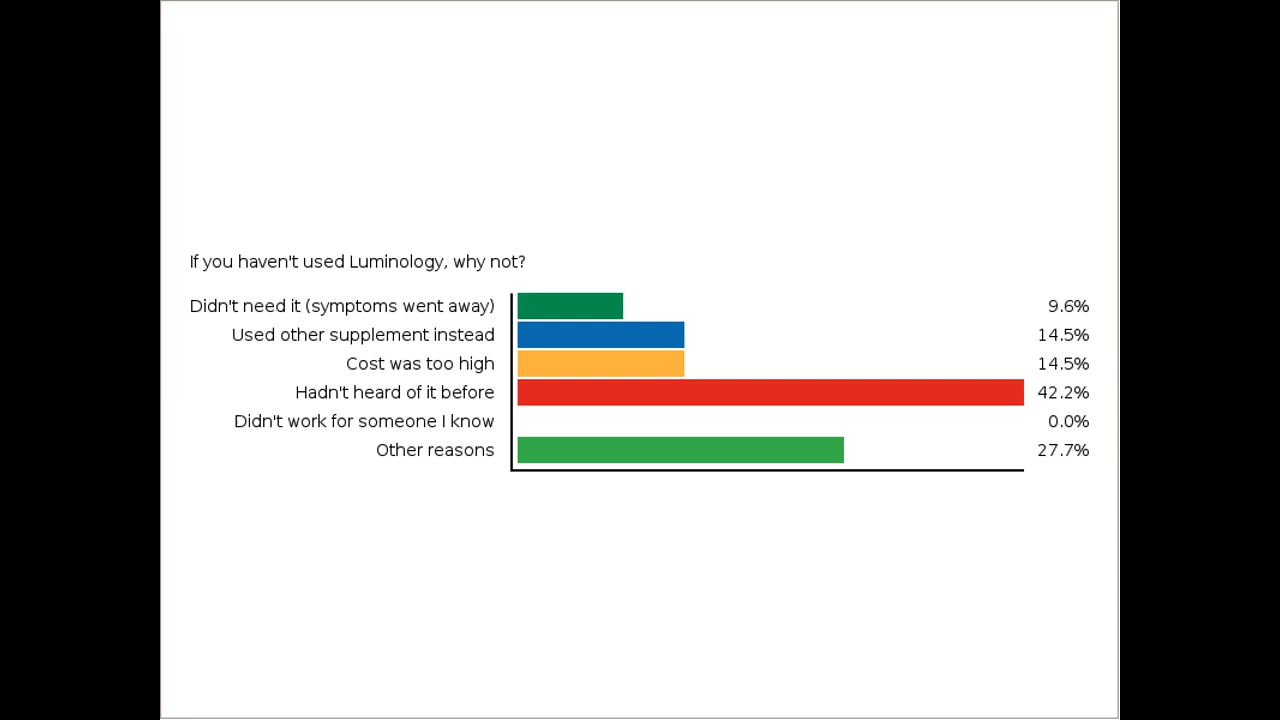 If you haven't used Luminology, why not?
Didn't need it (symptoms went away) 9.6%
Used other supplement instead 14.5%
Cost was too high 14.5%
Hadn't heard of it before 42.2%
Didn't work for someone I know 0.0%
Other reasons 27.7%